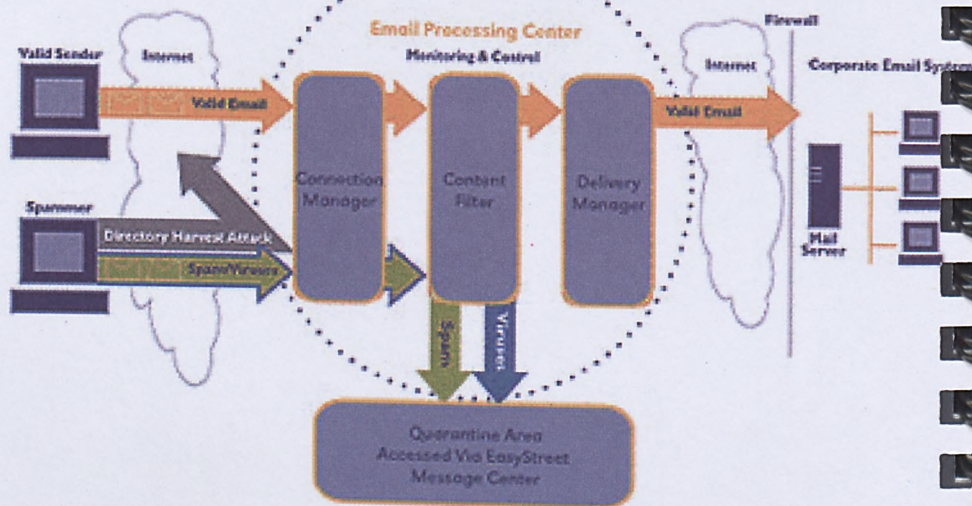 Email Processing Center
Monitoring & Control
Firewall
Valid Sender
Internet
Internet
Corporate Email System
Valid Email
Valid Email
Connection
Manager
Content
Filter
Delivery
Manager
Spammer
Directory Harvest Attack
Spam/Viruses
Mail
Server
Spam
Viruses
Quarantine Area
Accessed Via EasyStreet
Message Center